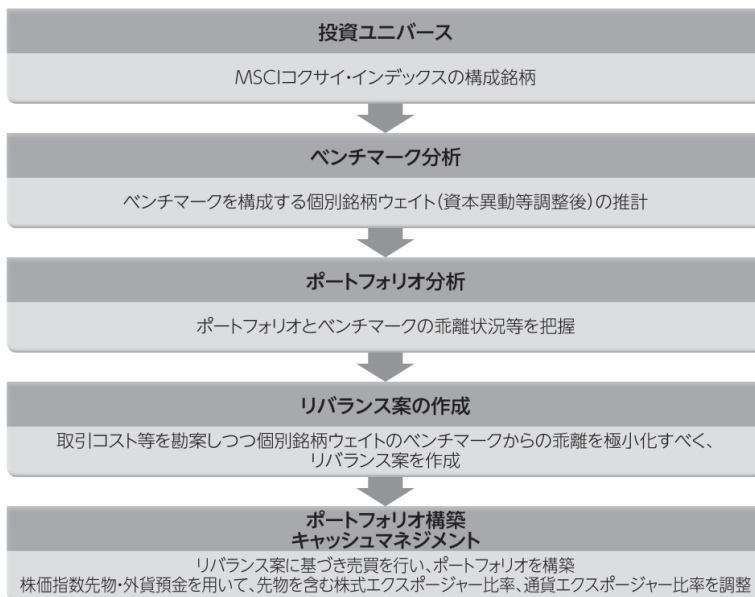 投資ユニバース
MSCIコクサイ・インデックスの構成銘柄
ベンチマーク分析
ベンチマークを構成する個別銘柄ウェイト(資本異動等調整後)の推計
ポートフォリオ分析
ポートフォリオとベンチマークの乖離状況等を把握
リバランス案の作成
取引コスト等を勘案しつつ個別銘柄ウェイトのベンチマークからの乖離を極小化すべく、
リバランス案を作成
ポートフォリオ構築
キャッシュマネジメント
リバランス案に基づき売買を行い、ポートフォリオを構築
株価指数先物・外貨預金を用いて、先物を含む株式エクスポージャー比率、通貨エクスポージャー比率を調整